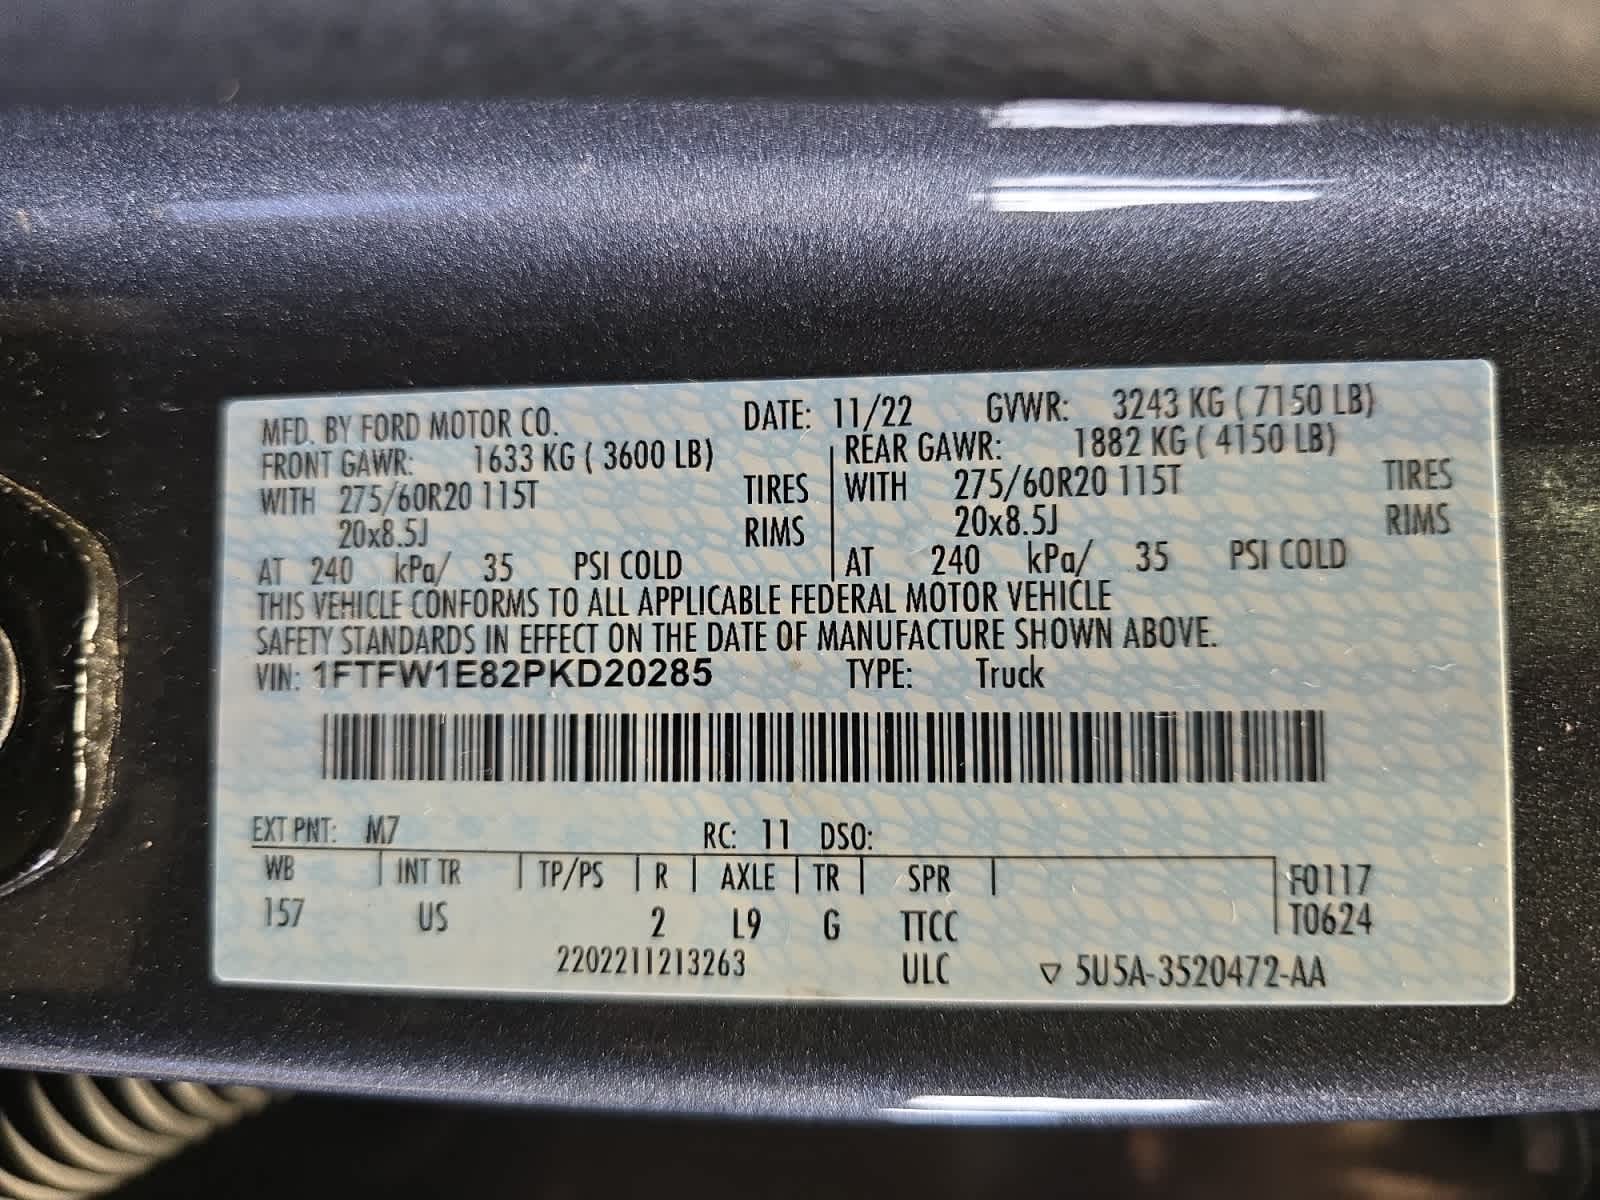 MFD. BY FORD MOTOR CO. DATE: 11/22 GVWR: 3243 KG ( 7150 LB)
FRONT GAWR: 1633 KG ( 3600 LB) REAR GAWR: 1882 KG ( 4150 LB)
WITH 275/60R20 115T TIRES WITH 275/60R20 115T TIRES
20x8.5J RIMS 20x8.5J RIMS
AT 240 kPa/ 35 PSI COLD AT 240 kPa/ 35 PSI COLD
THIS VEHICLE CONFORMS TO ALL APPLICABLE FEDERAL MOTOR VEHICLE
SAFETY STANDARDS IN EFFECT ON THE DATE OF MANUFACTURE SHOWN ABOVE.
VIN: 1FTFW1E82PKD20285 TYPE: Truck
EXT PNT: M7 RC: 11 DSO:
WB INT TR TP/PS R AXLE TR SPR F0117
157 US 2 L9 G TTCC T0624
2202211213263 ULC ▽ 5U5A-3520472-AA